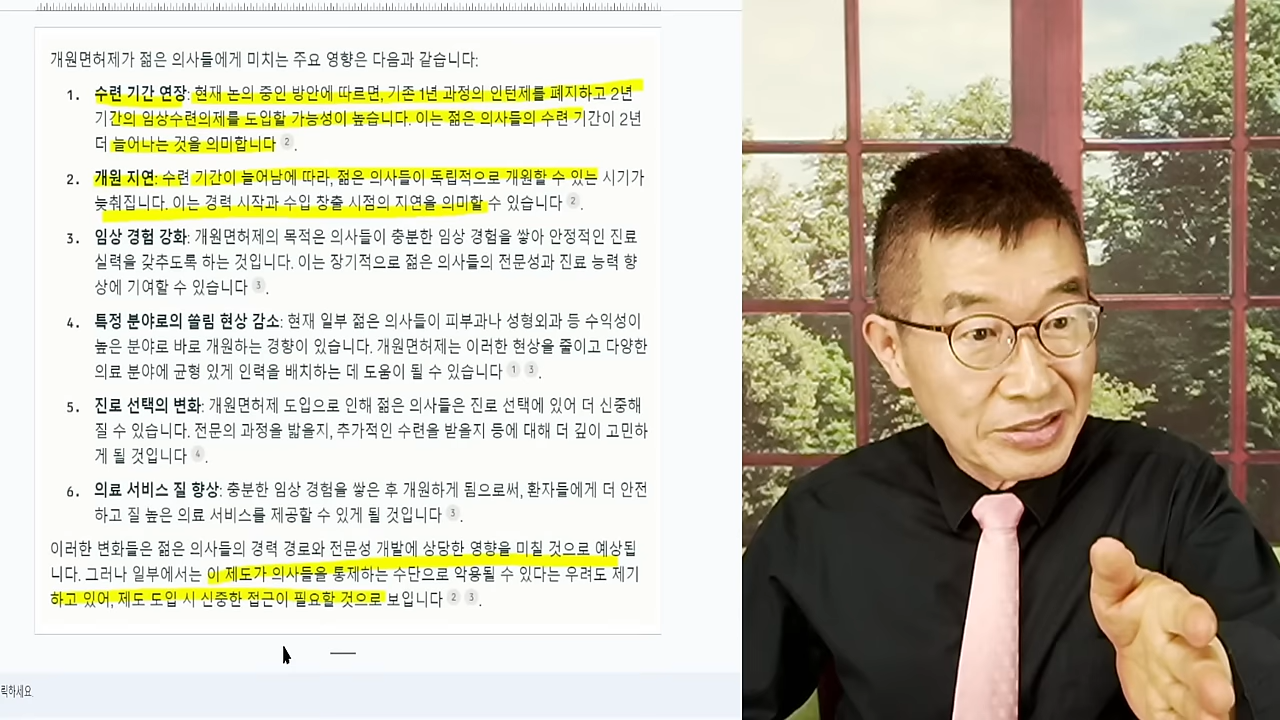 개원면허제가 젊은 의사들에게 미치는 주요 영향은 다음과 같습니다:
1. 수련 기간 연장: 현재 논의 중인 방안에 따르면, 기존 1년 과정의 인턴제를 폐지하고 2년
기간의 임상수련의제를 도입할 가능성이 높습니다. 이는 젊은 의사들의 수련 기간이 2년
더 늘어나는 것을 의미합니다 2.
2. 개원 지연: 수련 기간이 늘어남에 따라, 젊은 의사들이 독립적으로 개원할 수 있는 시기가
늦춰집니다. 이는 경력 시작과 수입 창출 시점의 지연을 의미할 수 있습니다 2.
3. 임상 경험 강화: 개원면허제의 목적은 의사들이 충분한 임상 경험을 쌓아 안정적인 진료
실력을 갖추도록 하는 것입니다. 이는 장기적으로 젊은 의사들의 전문성과 진료 능력 향
상에 기여할 수 있습니다 3.
4. 특정 분야로의 쏠림 현상 감소: 현재 일부 젊은 의사들이 피부과나 성형외과 등 수익성이
높은 분야로 바로 개원하는 경향이 있습니다. 개원면허제는 이러한 현상을 줄이고 다양한
의료 분야에 균형 있게 인력을 배치하는 데 도움이 될 수 있습니다 1 3.
5. 진로 선택의 변화: 개원면허제 도입으로 인해 젊은 의사들은 진로 선택에 있어 더 신중해
질 수 있습니다. 전문의 과정을 밟을지, 추가적인 수련을 받을지 등에 대해 더 깊이 고민하
게 될 것입니다 4.
6. 의료 서비스 질 향상: 충분한 임상 경험을 쌓은 후 개원하게 됨으로써, 환자들에게 더 안전
하고 질 높은 의료 서비스를 제공할 수 있게 될 것입니다 3.
이러한 변화들은 젊은 의사들의 경력 경로와 전문성 개발에 상당한 영향을 미칠 것으로 예상됩
니다. 그러나 일부에서는 이 제도가 의사들을 통제하는 수단으로 악용될 수 있다는 우려도 제기
하고 있어, 제도 도입 시 신중한 접근이 필요할 것으로 보입니다 2 3.
릭하세요.